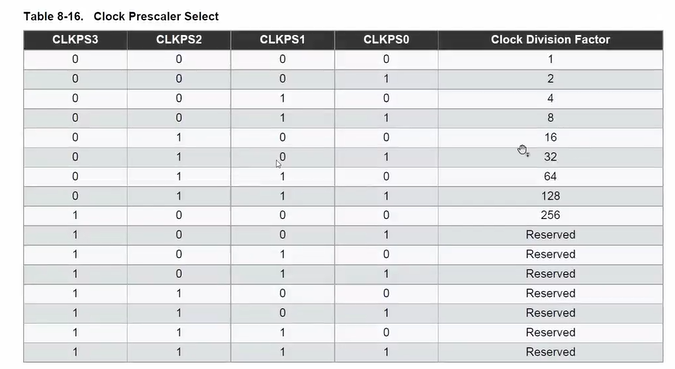 Table 8-16. Clock Prescaler Select
CLKPS3 CLKPS2 CLKPS1 CLKPS0 Clock Division Factor
0 0 0 0 1
0 0 0 1 2
0 0 1 0 4
0 0 1 1 8
0 1 0 0 16
0 1 0 1 32
0 1 1 0 64
0 1 1 1 128
1 0 0 0 256
1 0 0 1 Reserved
1 0 1 0 Reserved
1 0 1 1 Reserved
1 1 0 0 Reserved
1 1 0 1 Reserved
1 1 1 0 Reserved
1 1 1 1 Reserved